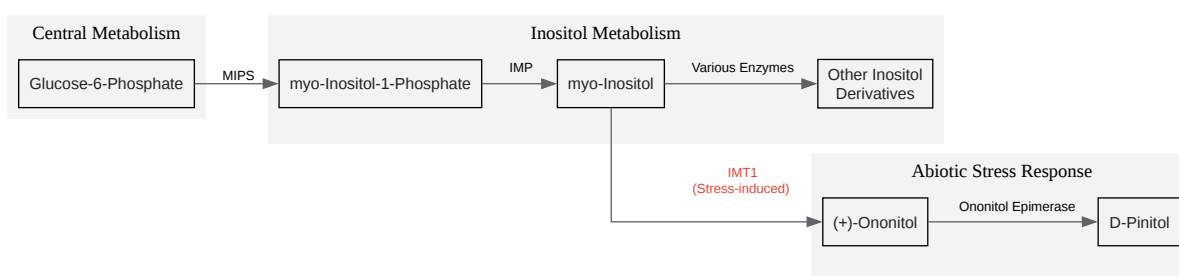 Central Metabolism
Inositol Metabolism
Glucose-6-Phosphate
MIPS
myo-Inositol-1-Phosphate
IMP
myo-Inositol
Various Enzymes
Other Inositol
Derivatives
Abiotic Stress Response
IMT1
(Stress-induced)
(+)-Ononitol
Ononitol Epimerase
D-Pinitol